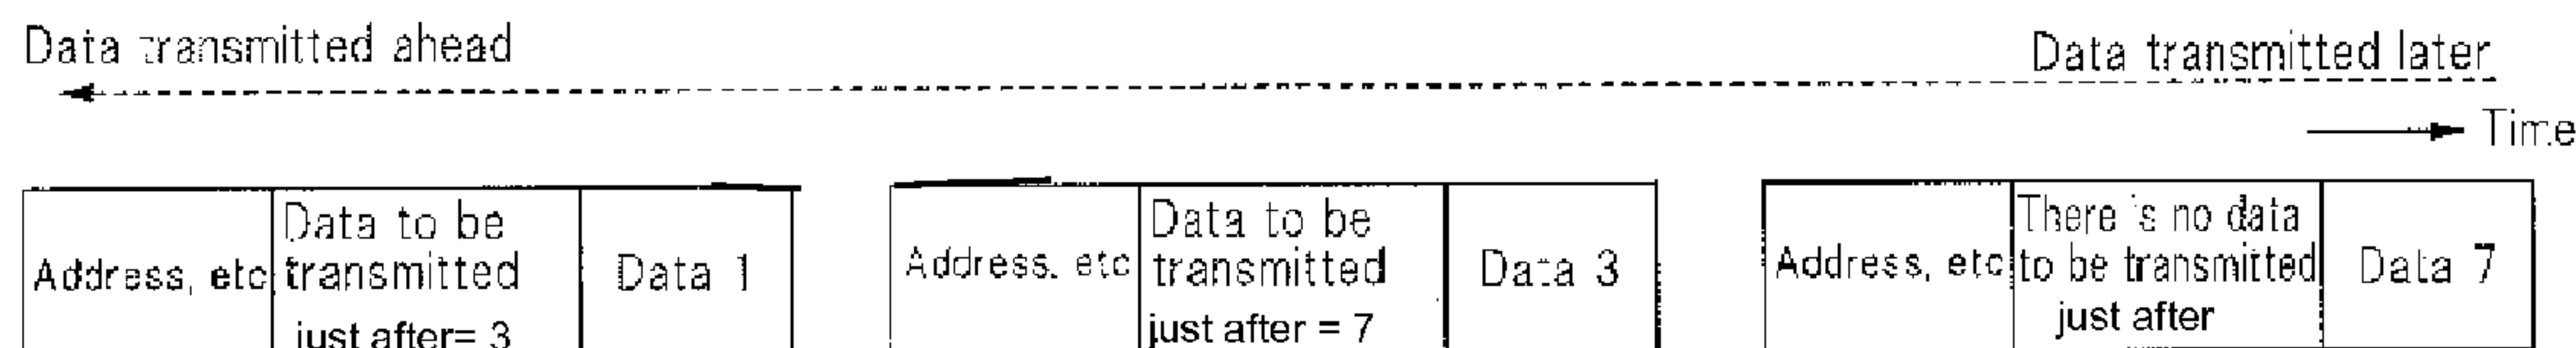 Data transmitted ahead
Data transmitted later
Time
Address, etc
Data to be
transmitted
just after= 3
Data 1
Address. etc
Data to be
transmitted
just after = 7
Data 3
Address, etc
There is no data
to be transmitted
just after
Data 7